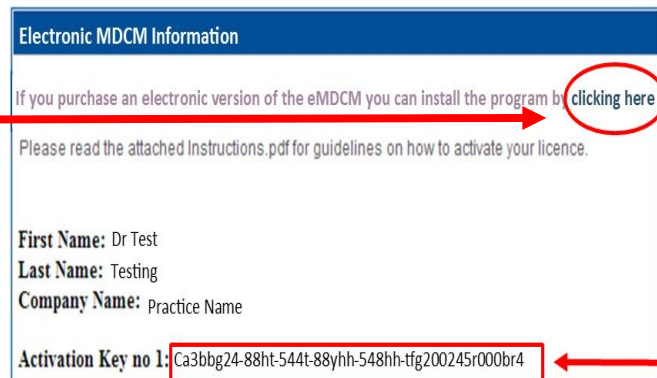 Electronic MDCM Information
If you purchase an electronic version of the eMDCM you can install the program by clicking here
Please read the attached Instructions.pdf for guidelines on how to activate your licence.
First Name: Dr Test
Last Name: Testing
Company Name: Practice Name
Activation Key no 1: Ca3bbg24-88ht-544t-88yhh-548hh-tfg200245r000br4